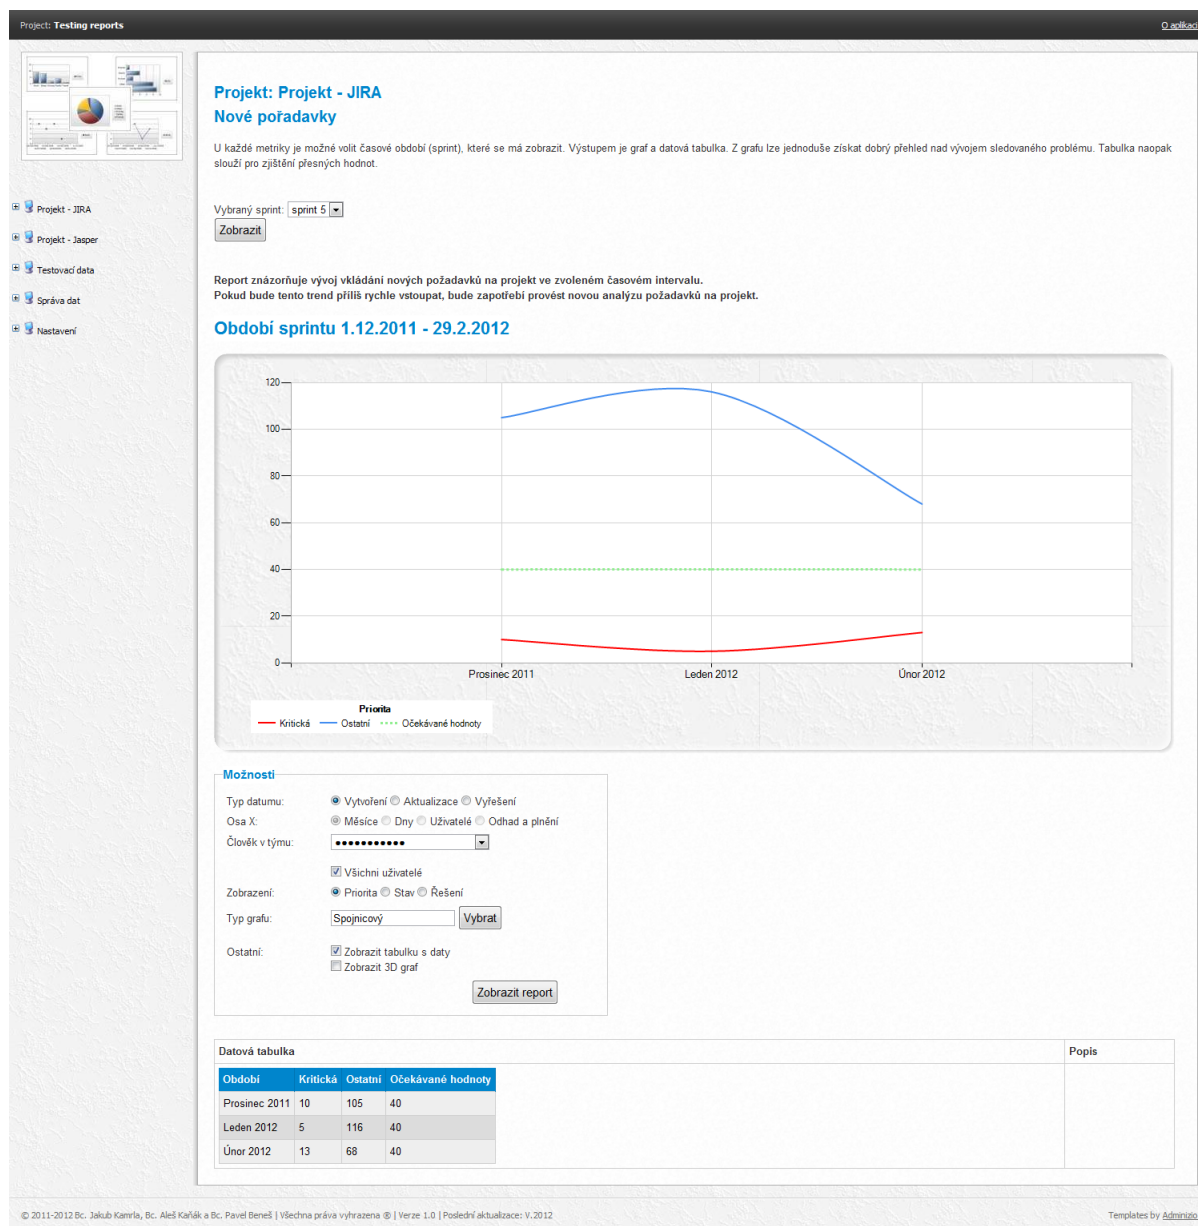 Project: Testing reports
O aplikaci
Projekt - JIRA
Projekt - Jasper
Testovací data
Správa dat
Nastavení
Projekt: Projekt - JIRA
Nové pořadavky
U každé metriky je možné volit časové období (sprint), které se má zobrazit. Výstupem je graf a datová tabulka. Z grafu lze jednoduše získat dobrý přehled nad vývojem sledovaného problému. Tabulka naopak
slouží pro zjištění přesných hodnot.
Vybraný sprint: sprint 5
Zobrazit
Report znázorňuje vývoj vkládání nových požadavků na projekt ve zvoleném časovém intervalu.
Pokud bude tento trend příliš rychle vstoupat, bude zapotřebí provést novou analýzu požadavků na projekt.
Období sprintu 1.12.2011 - 29.2.2012
120
100
80
60
40
20
0
Prosinec 2011 Leden 2012 Únor 2012
Priorita
Kritická Ostatní Očekávané hodnoty
Možnosti
Typ datumu: Vytvoření Aktualizace Vyřešení
Osa X: Měsíce Dny Uživatelé Odhad a plnění
Člověk v týmu: ●●●●●●●●●●●
Všichni uživatelé
Zobrazení: Priorita Stav Řešení
Typ grafu: Spojnicový Vybrat
Ostatní: Zobrazit tabulku s daty
Zobrazit 3D graf
Zobrazit report
Datová tabulka Popis
Období Kritická Ostatní Očekávané hodnoty
Prosinec 2011 10 105 40
Leden 2012 5 116 40
Únor 2012 13 68 40
© 2011-2012 Bc. Jakub Kamrla, Bc. Aleš Kaňák a Bc. Pavel Beneš | Všechna práva vyhrazena ® | Verze 1.0 | Poslední aktualizace: V.2012
Templates by Adminizio